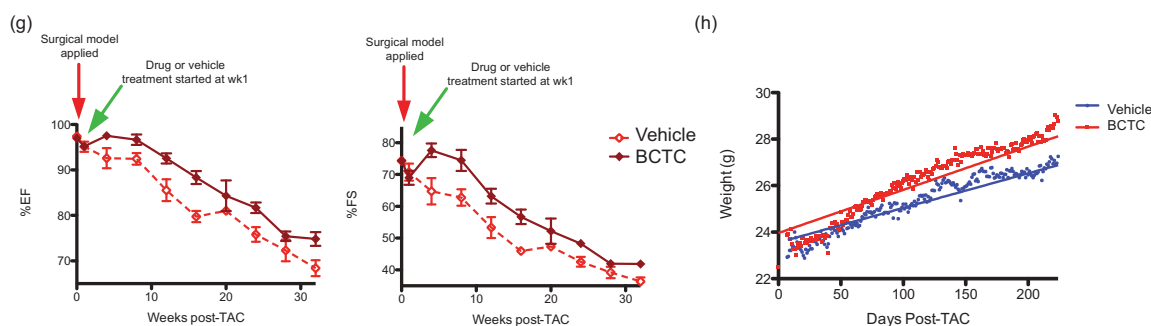 (g)
Surgical model
applied
Drug or vehicle
treatment started at wk1
100
90
80
70
%EF
0
10
20
30
Weeks post-TAC
Surgical model
applied
Drug or vehicle
treatment started at wk1
Vehicle
BCTC
80
70
60
50
40
%FS
0
10
20
30
Weeks post-TAC
(h)
Vehicle
BCTC
30
28
26
24
22
Weight (g)
0
50
100
150
200
Days Post-TAC